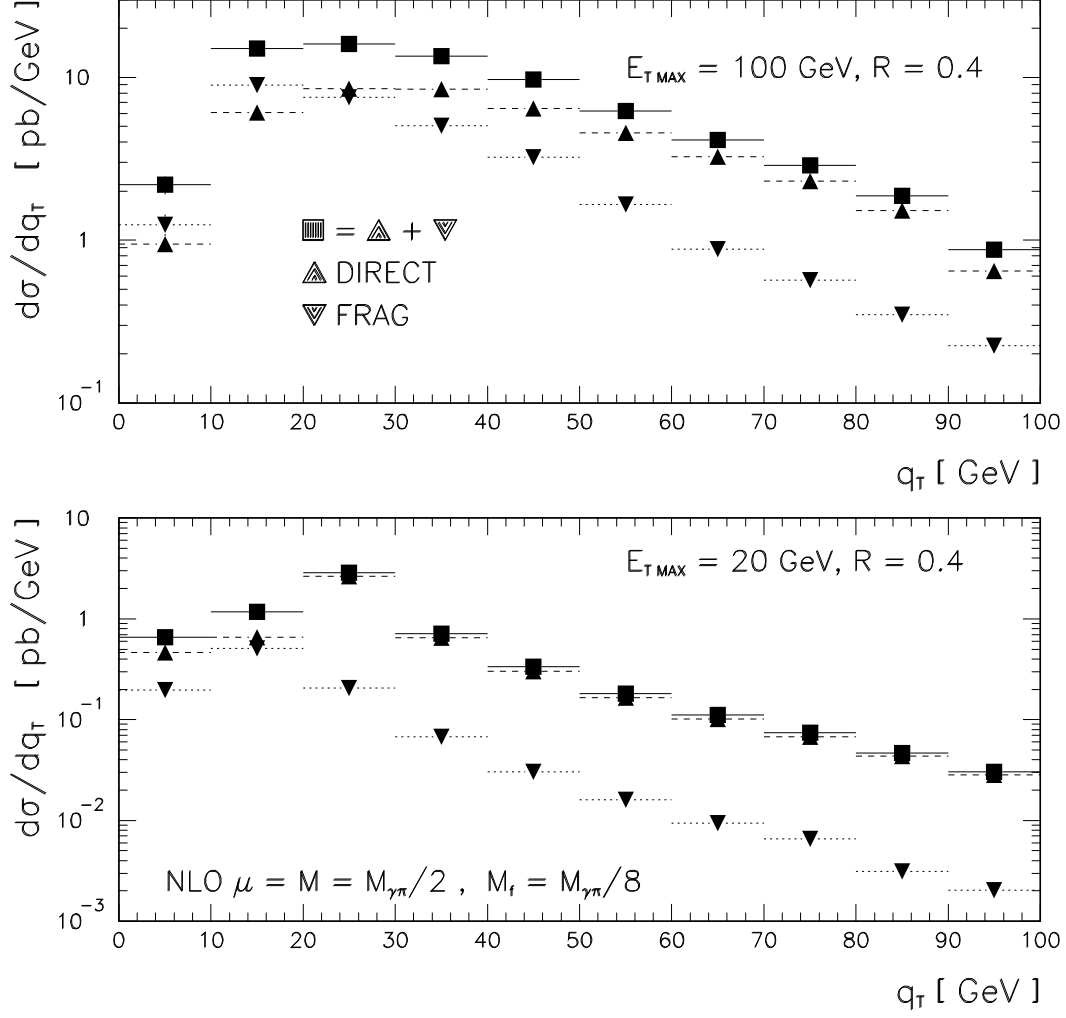 dσ/dq_T [ pb/GeV ]
10
1
10⁻¹
E_T MAX = 100 GeV, R = 0.4
= +
DIRECT
FRAG
0 10 20 30 40 50 60 70 80 90 100
q_T [ GeV ]
dσ/dq_T [ pb/GeV ]
10
1
10⁻¹
10⁻²
10⁻³
E_T MAX = 20 GeV, R = 0.4
NLO μ = M = M_γπ/2 , M_f = M_γπ/8
0 10 20 30 40 50 60 70 80 90 100
q_T [ GeV ]